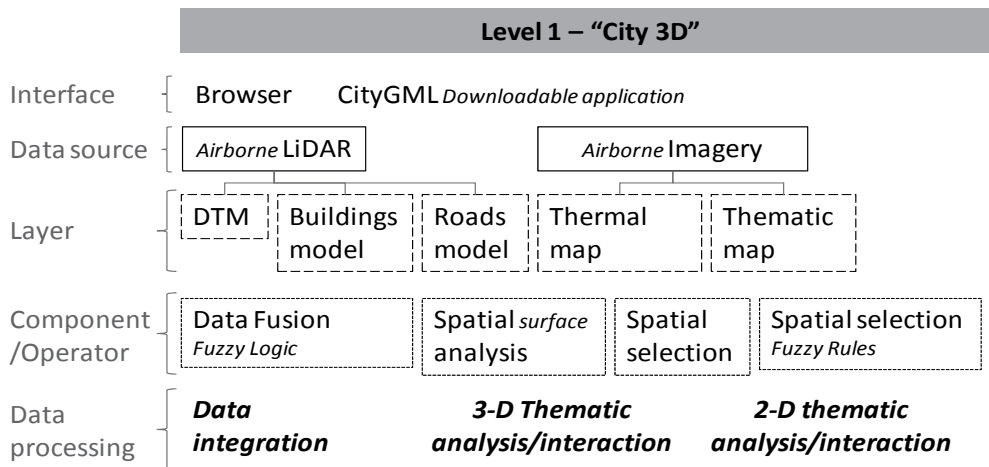 Level 1 – “City 3D”
Interface
Browser
CityGML Downloadable application
Data source
Airborne LiDAR
Airborne Imagery
Layer
DTM
Buildings
model
Roads
model
Thermal
map
Thematic
map
Component
/Operator
Data Fusion
Fuzzy Logic
Spatial surface
analysis
Spatial
selection
Spatial selection
Fuzzy Rules
Data
processing
Data
integration
3-D Thematic
analysis/interaction
2-D thematic
analysis/interaction